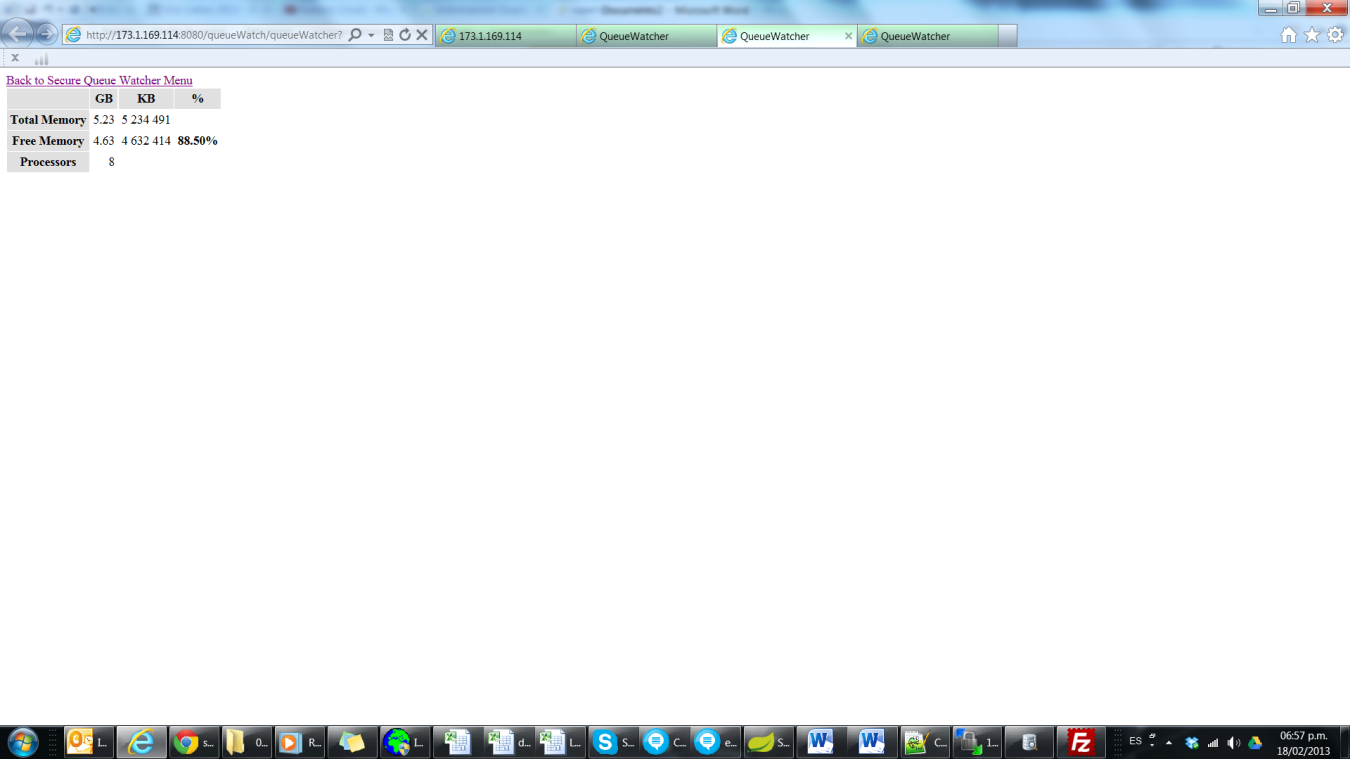 Microsoft Word
http://173.1.169.114:8080/queueWatch/queueWatcher?
173.1.169.114
QueueWatcher
QueueWatcher
QueueWatcher
Back to Secure Queue Watcher Menu
GB KB %
Total Memory 5.23 5 234 491
Free Memory 4.63 4 632 414 88.50%
Processors 8
ES
06:57 p.m.
18/02/2013